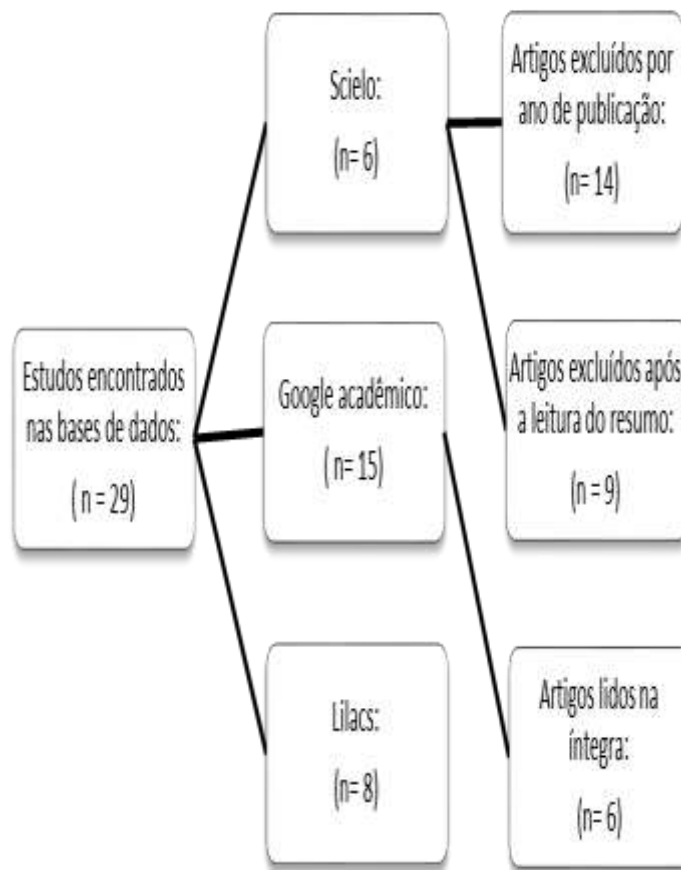 Estudos encontrados
nas bases de dados:
( n = 29)
Scielo:
(n= 6)
Google acadêmico:
( n= 15)
Lilacs:
(n= 8)
Artigos excluídos por
ano de publicação:
(n= 14)
Artigos excluídos após
a leitura do resumo:
(n = 9)
Artigos lidos na
íntegra:
(n= 6)